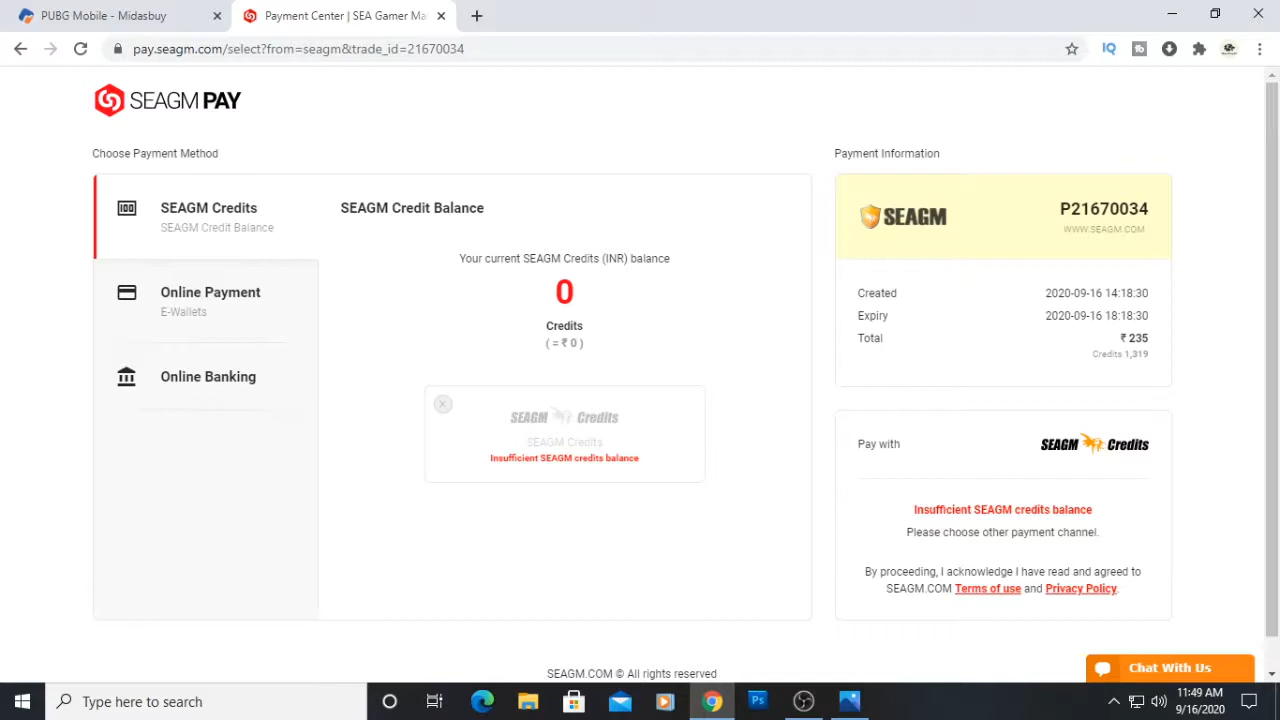 PUBG Mobile - Midasbuy
Payment Center | SEA Gamer Ma
pay.seagm.com/select?from=seagm&trade_id=21670034
SEAGM PAY
Choose Payment Method
SEAGM Credits
SEAGM Credit Balance
Online Payment
E-Wallets
Online Banking
SEAGM Credit Balance
Your current SEAGM Credits (INR) balance
0
Credits
( = ₹ 0 )
SEAGM Credits
SEAGM Credits
Insufficient SEAGM credits balance
Payment Information
SEAGM
P21670034
WWW.SEAGM.COM
Created 2020-09-16 14:18:30
Expiry 2020-09-16 18:18:30
Total ₹ 235
Credits 1,319
Pay with SEAGM Credits
Insufficient SEAGM credits balance
Please choose other payment channel.
By proceeding, I acknowledge I have read and agreed to
SEAGM.COM Terms of use and Privacy Policy.
SEAGM.COM © All rights reserved
Chat With Us
Type here to search
Ps
11:49 AM
9/16/2020